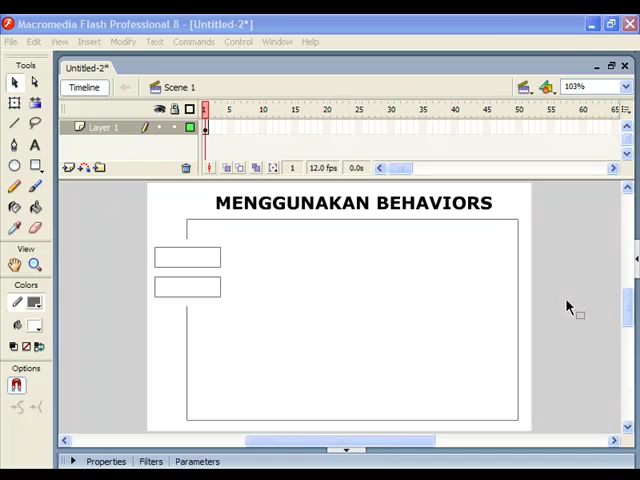 Macromedia Flash Professional 8 - [Untitled-2*]
File Edit View Insert Modify Text Commands Control Window Help
Tools
Untitled-2*
Timeline Scene 1 103%
1 5 10 15 20 25 30 35 40 45 50 55 60 65
Layer 1
1 12.0 fps 0.0s
View
Colors
Options
MENGGUNAKAN BEHAVIORS
Properties Filters Parameters